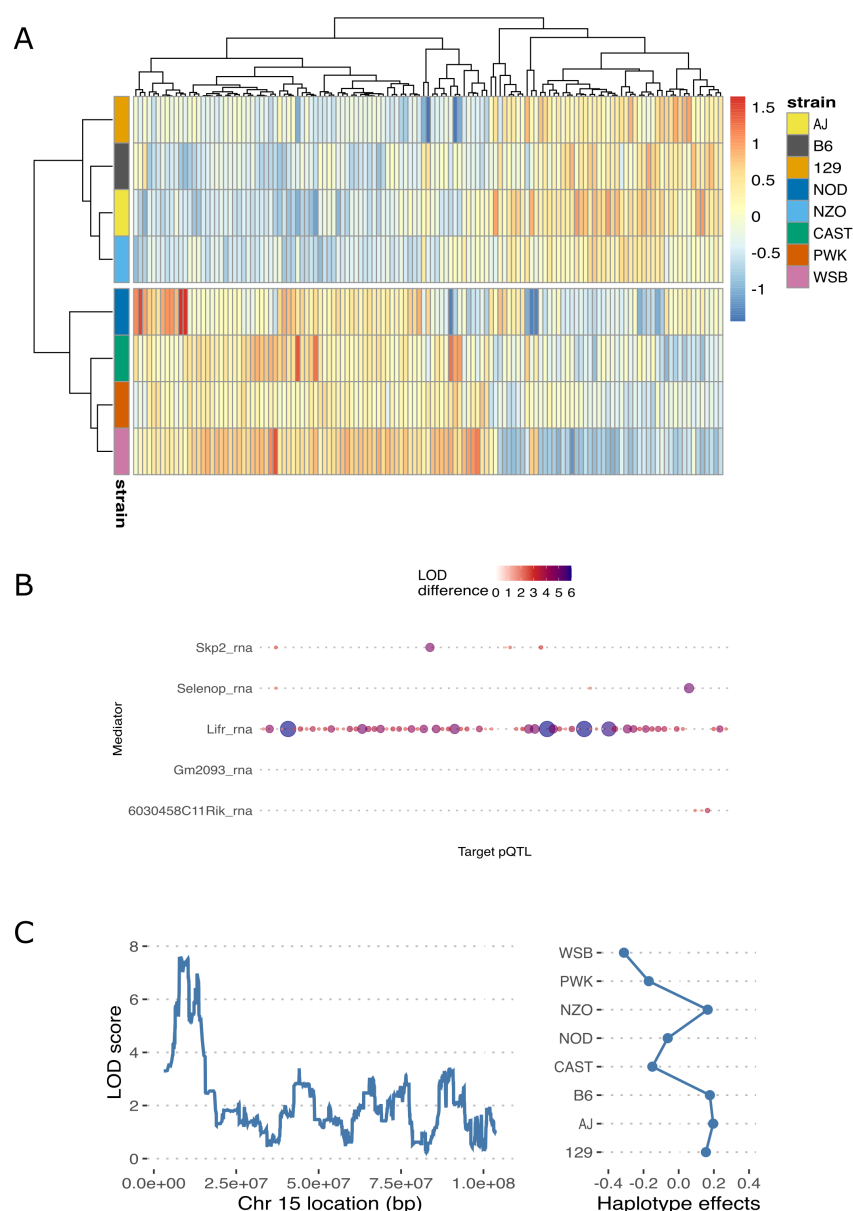 A
1.5
1
0.5
0
-0.5
-1
strain
AJ
B6
129
NOD
NZO
CAST
PWK
WSB
strain
B
LOD
difference 0 1 2 3 4 5 6
Skp2_rna
Selenop_rna
Lifr_rna
Gm2093_rna
6030458C11Rik_rna
Mediator
Target pQTL
C
8
6
4
2
0
LOD score
0.0e+00 2.5e+07 5.0e+07 7.5e+07 1.0e+08
Chr 15 location (bp)
WSB
PWK
NZO
NOD
CAST
B6
AJ
129
-0.4 -0.2 0.0 0.2 0.4
Haplotype effects